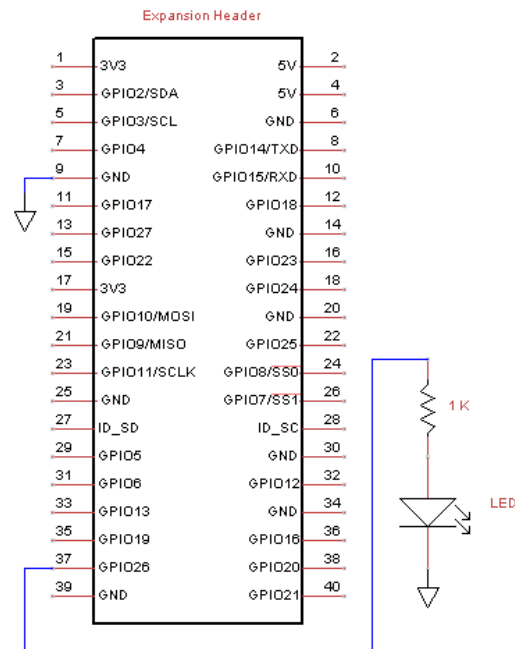 Expansion Header
1 3V3 5V 2
3 GPIO2/SDA 5V 4
5 GPIO3/SCL GND 6
7 GPIO4 GPIO14/TXD 8
9 GND GPIO15/RXD 10
11 GPIO17 GPIO18 12
13 GPIO27 GND 14
15 GPIO22 GPIO23 16
17 3V3 GPIO24 18
19 GPIO10/MOSI GND 20
21 GPIO9/MISO GPIO25 22
23 GPIO11/SCLK GPIO8/SS0 24
25 GND GPIO7/SS1 26
27 ID_SD ID_SC 28
29 GPIO5 GND 30
31 GPIO6 GPIO12 32
33 GPIO13 GND 34
35 GPIO19 GPIO16 36
37 GPIO26 GPIO20 38
39 GND GPIO21 40
1K
LED